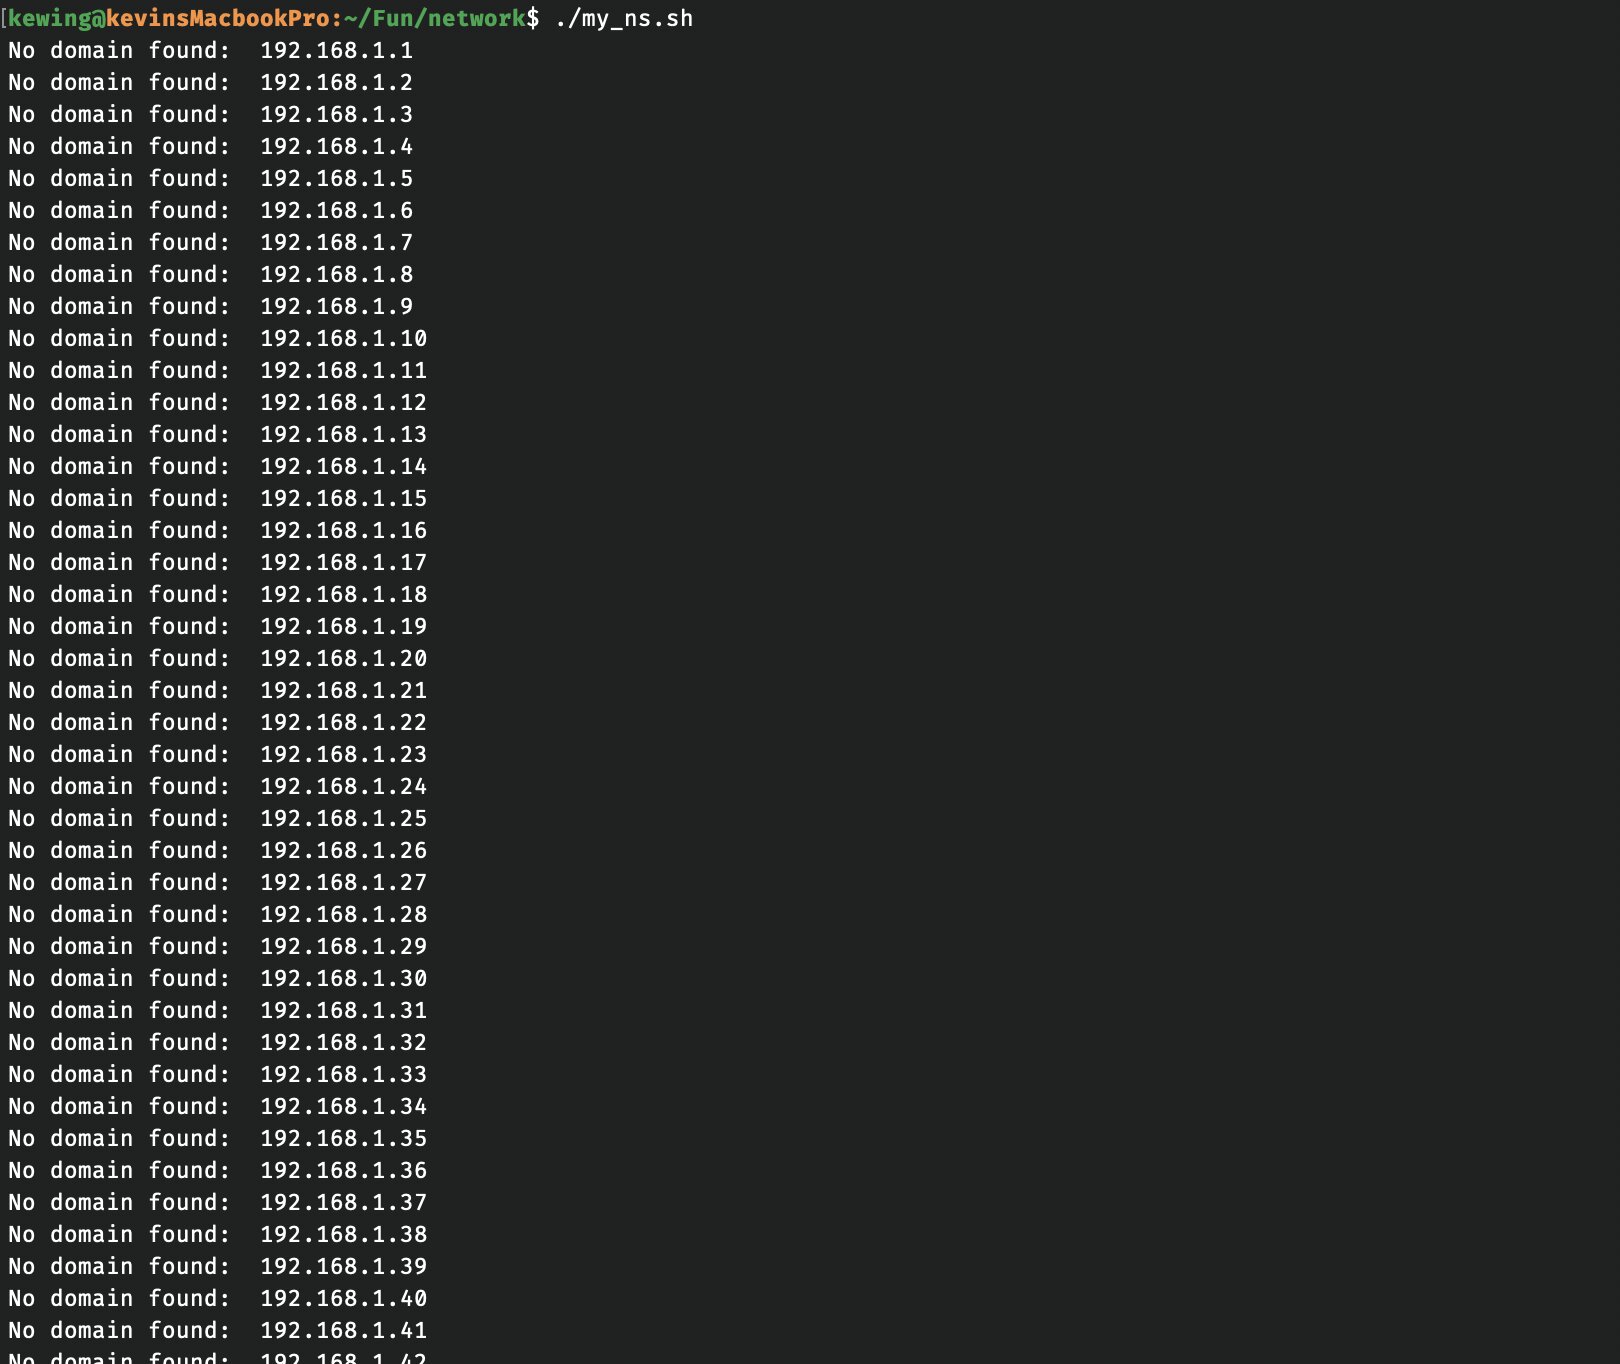 [kewing@kevinsMacbookPro:~/Fun/network$ ./my_ns.sh
No domain found:  192.168.1.1
No domain found:  192.168.1.2
No domain found:  192.168.1.3
No domain found:  192.168.1.4
No domain found:  192.168.1.5
No domain found:  192.168.1.6
No domain found:  192.168.1.7
No domain found:  192.168.1.8
No domain found:  192.168.1.9
No domain found:  192.168.1.10
No domain found:  192.168.1.11
No domain found:  192.168.1.12
No domain found:  192.168.1.13
No domain found:  192.168.1.14
No domain found:  192.168.1.15
No domain found:  192.168.1.16
No domain found:  192.168.1.17
No domain found:  192.168.1.18
No domain found:  192.168.1.19
No domain found:  192.168.1.20
No domain found:  192.168.1.21
No domain found:  192.168.1.22
No domain found:  192.168.1.23
No domain found:  192.168.1.24
No domain found:  192.168.1.25
No domain found:  192.168.1.26
No domain found:  192.168.1.27
No domain found:  192.168.1.28
No domain found:  192.168.1.29
No domain found:  192.168.1.30
No domain found:  192.168.1.31
No domain found:  192.168.1.32
No domain found:  192.168.1.33
No domain found:  192.168.1.34
No domain found:  192.168.1.35
No domain found:  192.168.1.36
No domain found:  192.168.1.37
No domain found:  192.168.1.38
No domain found:  192.168.1.39
No domain found:  192.168.1.40
No domain found:  192.168.1.41
No domain found:  192.168.1.42